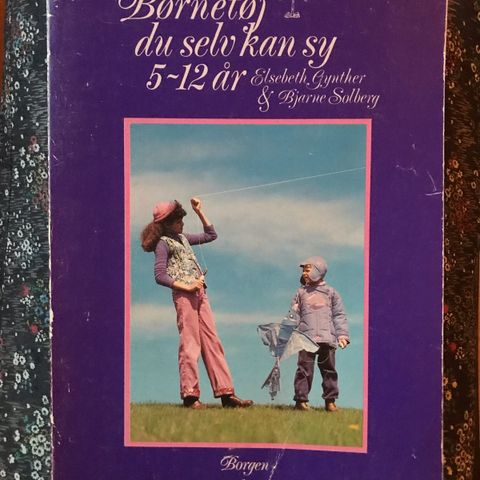 Børnetøj
du selv kan sy
5~12 år Elsebeth Gynther
& Bjarne Solberg
Borgen